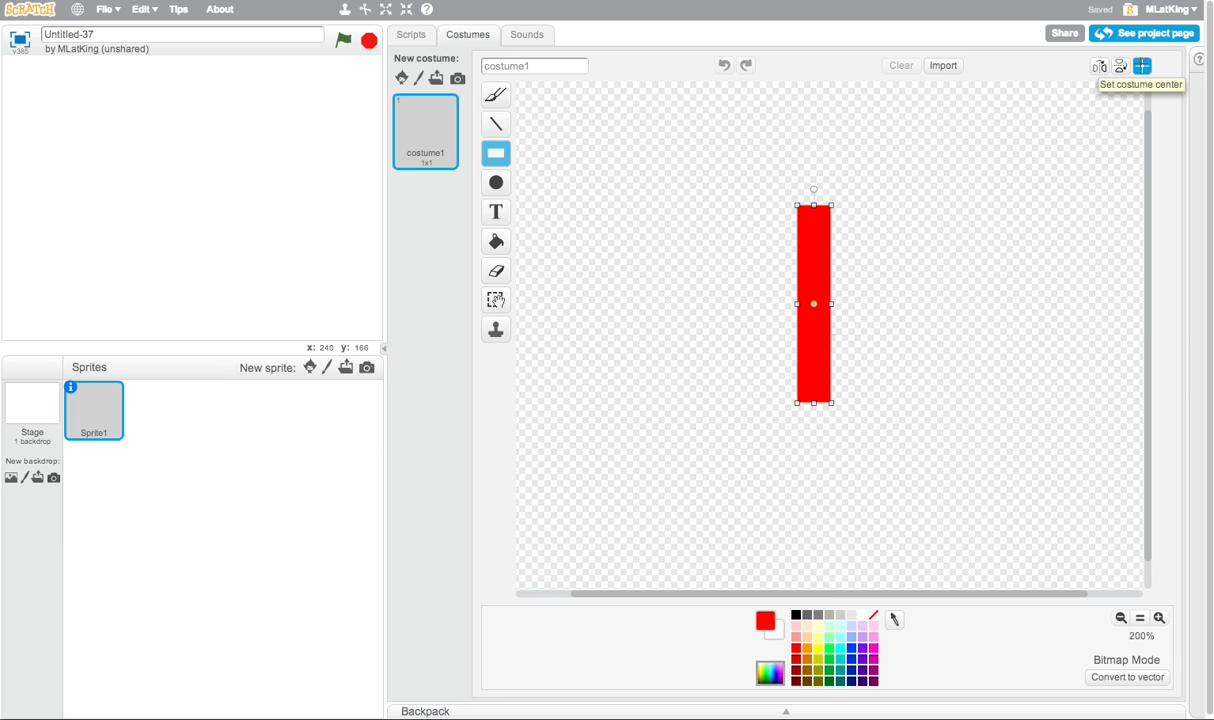 SCRATCH File Edit Tips About Saved MLatKing
v385 Untitled-37
by MLatKing (unshared)
Scripts Costumes Sounds
Share See project page
New costume:
costume1 Clear Import
Set costume center
1
costume1
1x1
T
x: 240 y: 166
Sprites New sprite:
Stage
1 backdrop
Sprite1
New backdrop:
200%
Bitmap Mode
Convert to vector
Backpack